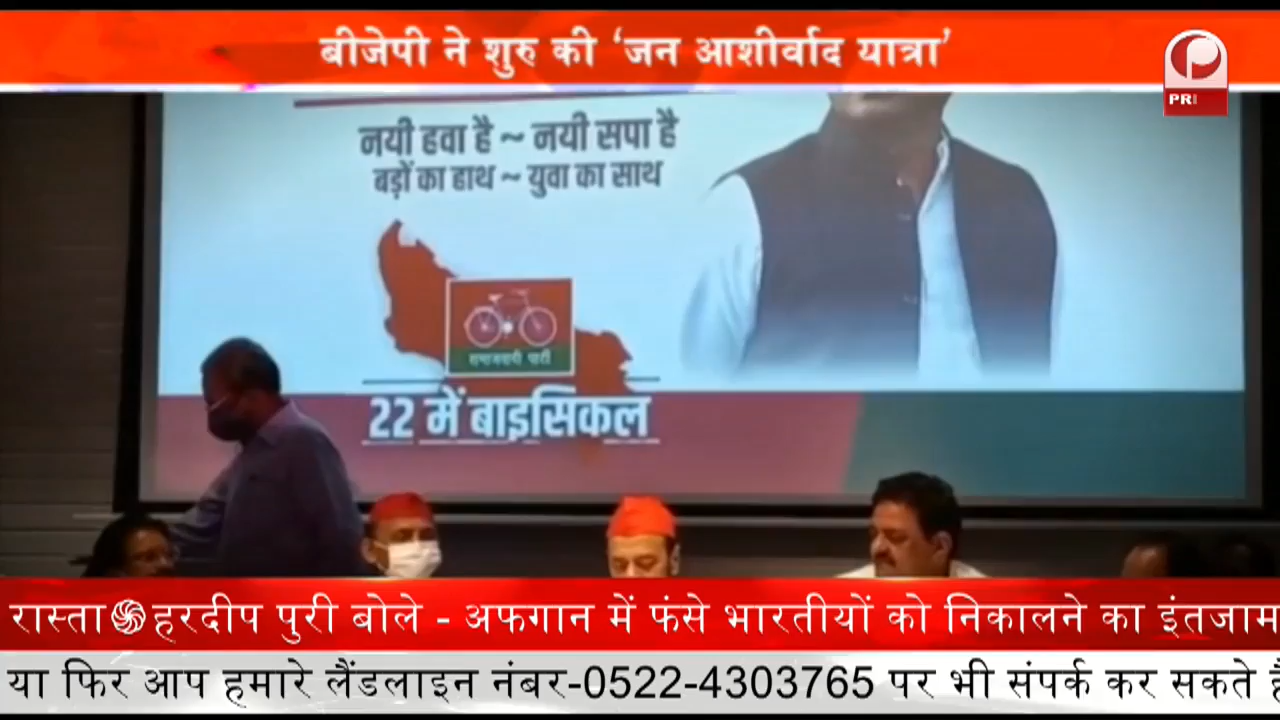 बीजेपी ने शुरु की ‘जन आशीर्वाद यात्रा’
PRI
नयी हवा है ~ नयी सपा है
बड़ों का हाथ ~ युवा का साथ
समाजवादी पार्टी
22 में बाइसिकल
रास्ता हरदीप पुरी बोले - अफगान में फंसे भारतीयों को निकालने का इंतजाम
या फिर आप हमारे लैंडलाइन नंबर-0522-4303765 पर भी संपर्क कर सकते हैं